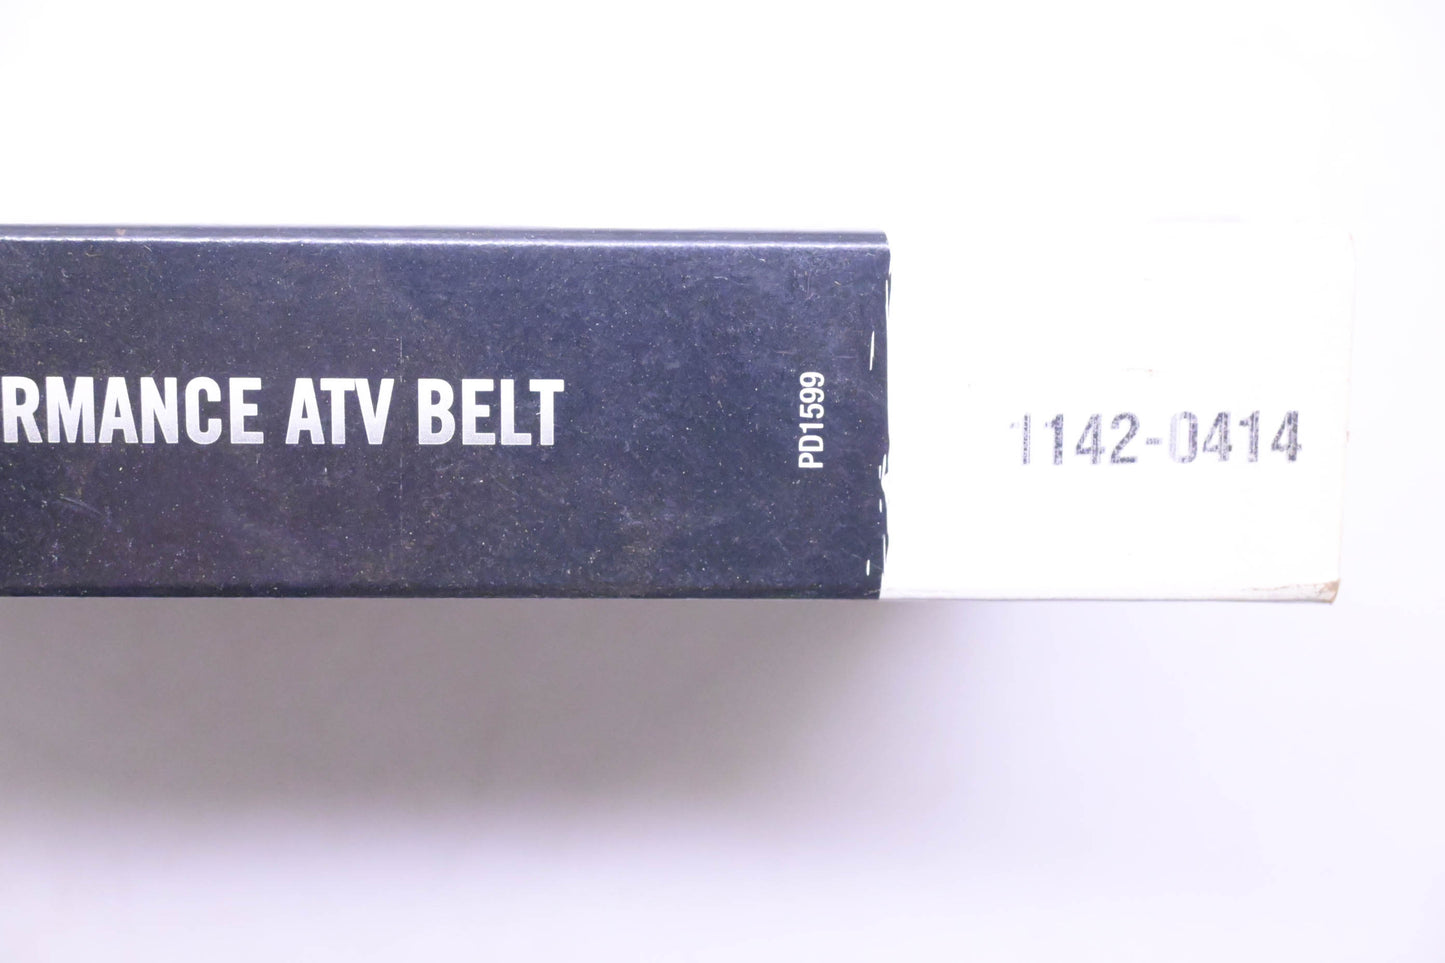 RMANCE ATV BELT
PD1599
1142-0414